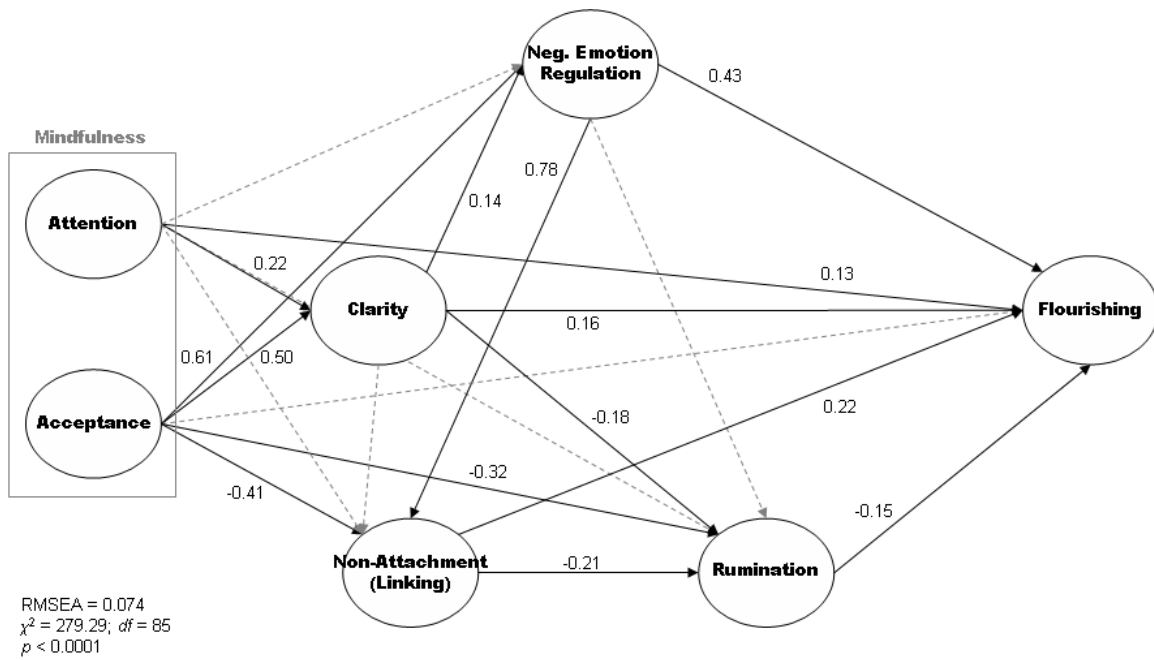 Neg. Emotion
Regulation
0.43
Mindfulness
0.78
0.14
Attention
0.22
0.13
Clarity
0.16
Flourishing
0.61
0.50
Acceptance
0.22
-0.18
-0.32
-0.41
-0.15
Non-Attachment
(Linking)
-0.21
Rumination
RMSEA = 0.074
χ² = 279.29; df = 85
p < 0.0001